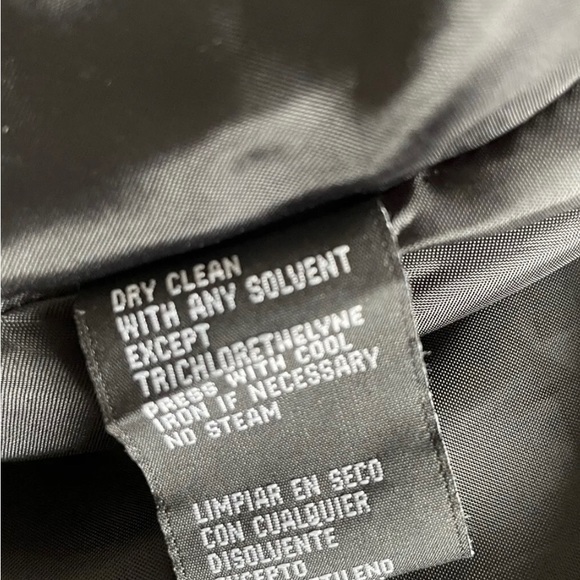 DRY CLEAN
WITH ANY SOLVENT
EXCEPT
TRICHLORETHELYNE
PRESS WITH COOL
IRON IF NECESSARY
NO STEAM
LIMPIAR EN SECO
CON CUALQUIER
DISOLVENTE